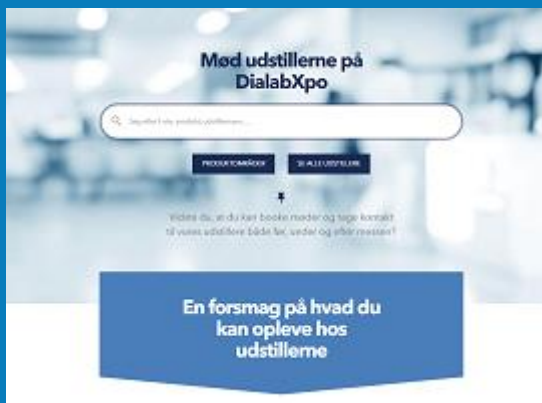 Mød udstillerne på
DialabXpo
PRODUKTOMRÅDER
SE ALLE UDSTILLERE
Vidste du, at du kan booke møder og tage kontakt
til vores udstillere både før, under og efter messen?
En forsmag på hvad du
kan opleve hos
udstillerne